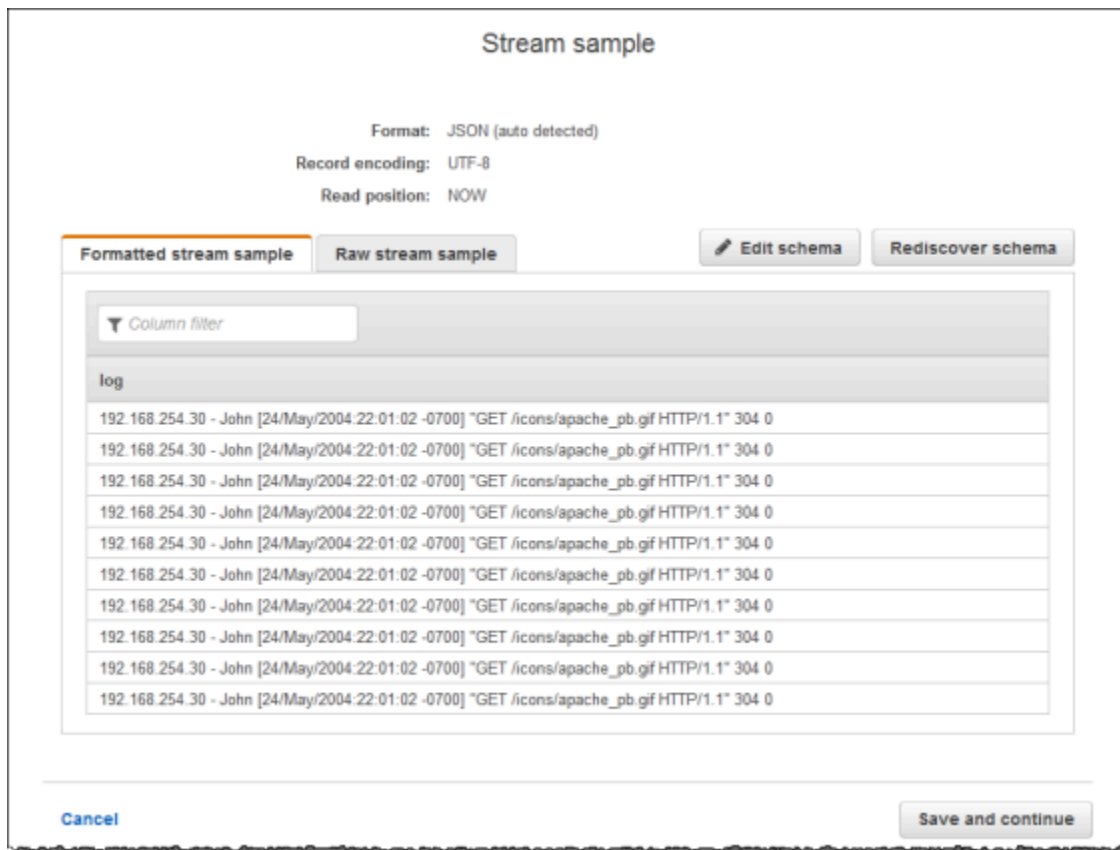 Stream sample
Format: JSON (auto detected)
Record encoding: UTF-8
Read position: NOW
Formatted stream sample Raw stream sample Edit schema Rediscover schema
Column filter
log
192.168.254.30 - John [24/May/2004:22:01:02 -0700] "GET /icons/apache_pb.gif HTTP/1.1" 304 0
192.168.254.30 - John [24/May/2004:22:01:02 -0700] "GET /icons/apache_pb.gif HTTP/1.1" 304 0
192.168.254.30 - John [24/May/2004:22:01:02 -0700] "GET /icons/apache_pb.gif HTTP/1.1" 304 0
192.168.254.30 - John [24/May/2004:22:01:02 -0700] "GET /icons/apache_pb.gif HTTP/1.1" 304 0
192.168.254.30 - John [24/May/2004:22:01:02 -0700] "GET /icons/apache_pb.gif HTTP/1.1" 304 0
192.168.254.30 - John [24/May/2004:22:01:02 -0700] "GET /icons/apache_pb.gif HTTP/1.1" 304 0
192.168.254.30 - John [24/May/2004:22:01:02 -0700] "GET /icons/apache_pb.gif HTTP/1.1" 304 0
192.168.254.30 - John [24/May/2004:22:01:02 -0700] "GET /icons/apache_pb.gif HTTP/1.1" 304 0
192.168.254.30 - John [24/May/2004:22:01:02 -0700] "GET /icons/apache_pb.gif HTTP/1.1" 304 0
192.168.254.30 - John [24/May/2004:22:01:02 -0700] "GET /icons/apache_pb.gif HTTP/1.1" 304 0
Cancel Save and continue